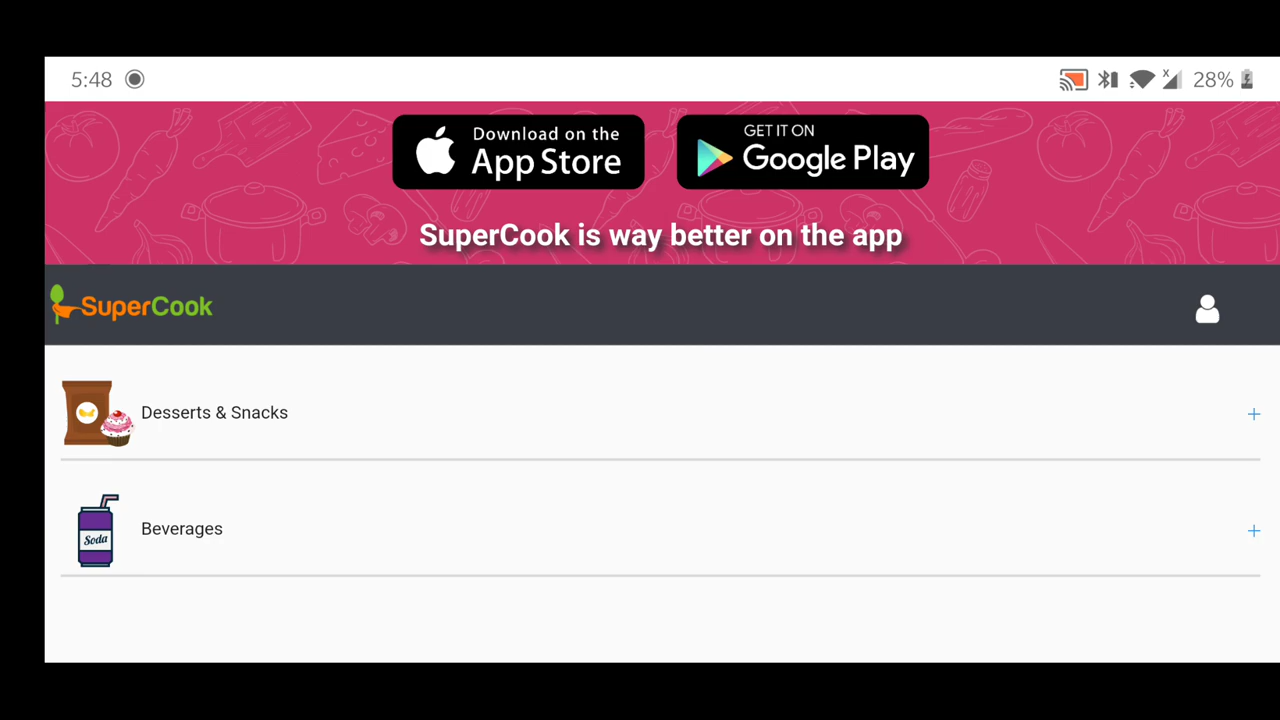 5:48
28%
Download on the
App Store
GET IT ON
Google Play
SuperCook is way better on the app
SuperCook
Desserts & Snacks
+
Soda
Beverages
+